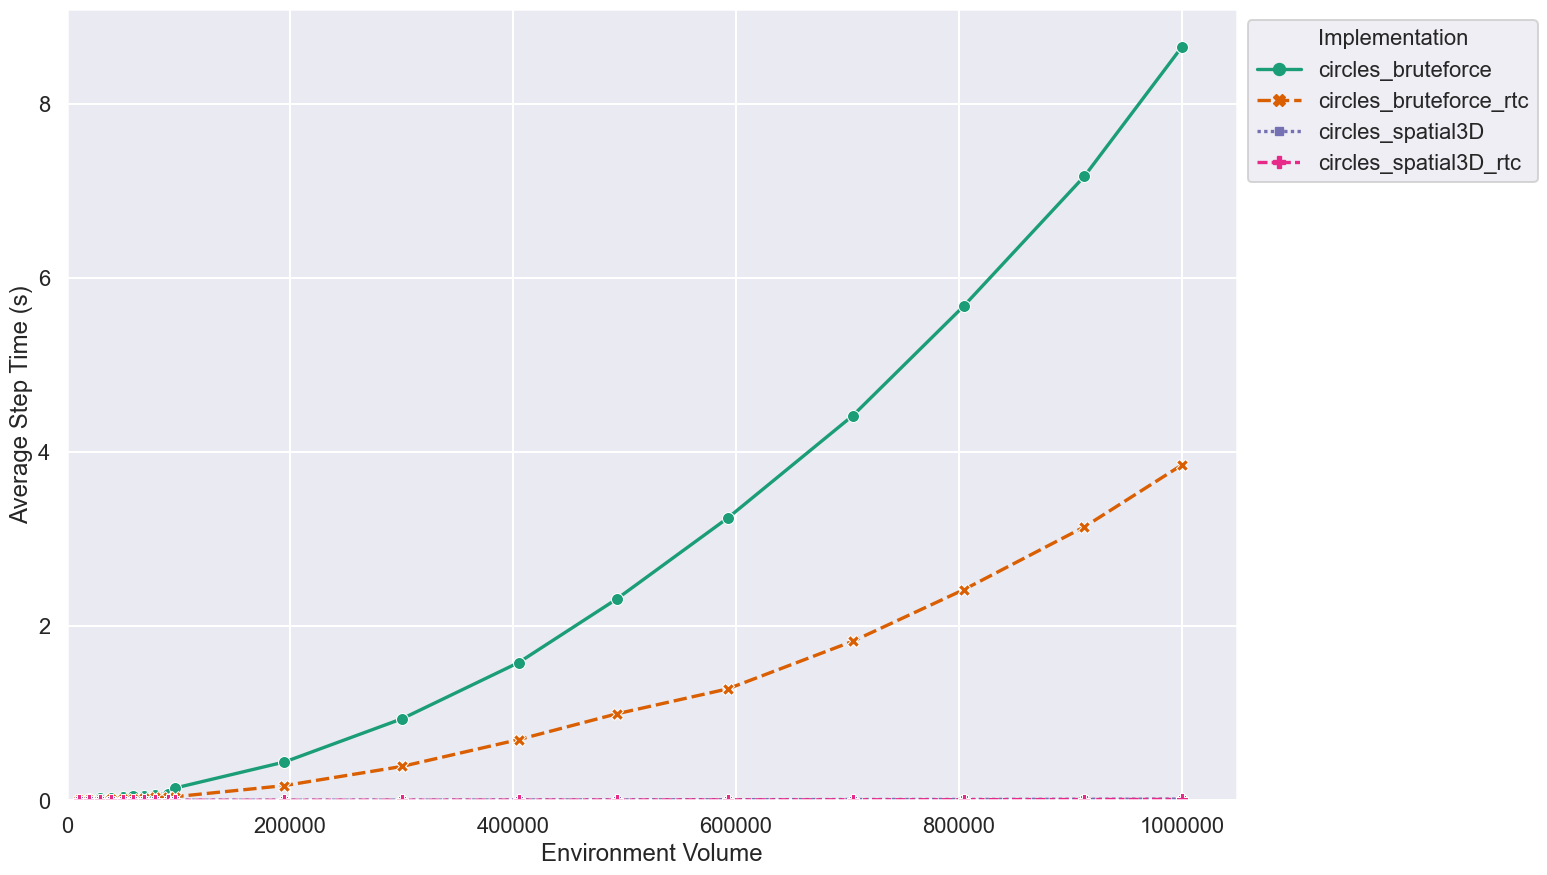 Implementation
circles_bruteforce
circles_bruteforce_rtc
circles_spatial3D
circles_spatial3D_rtc
Average Step Time (s)
8
6
4
2
0
0 200000 400000 600000 800000 1000000
Environment Volume